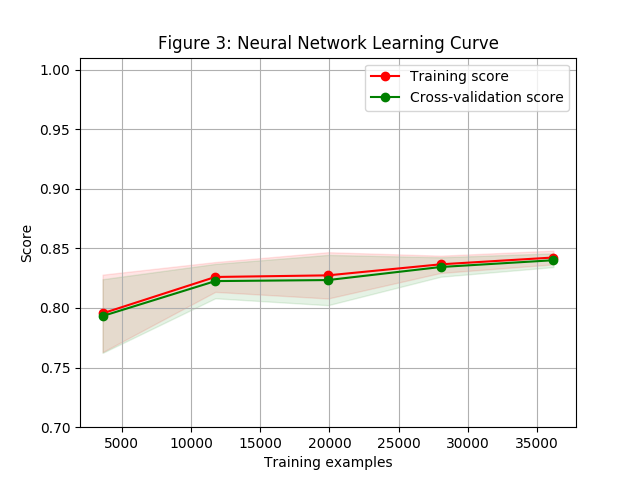 Figure 3: Neural Network Learning Curve
Training score
Cross-validation score
1.00
0.95
0.90
0.85
0.80
0.75
0.70
Score
5000 10000 15000 20000 25000 30000 35000
Training examples